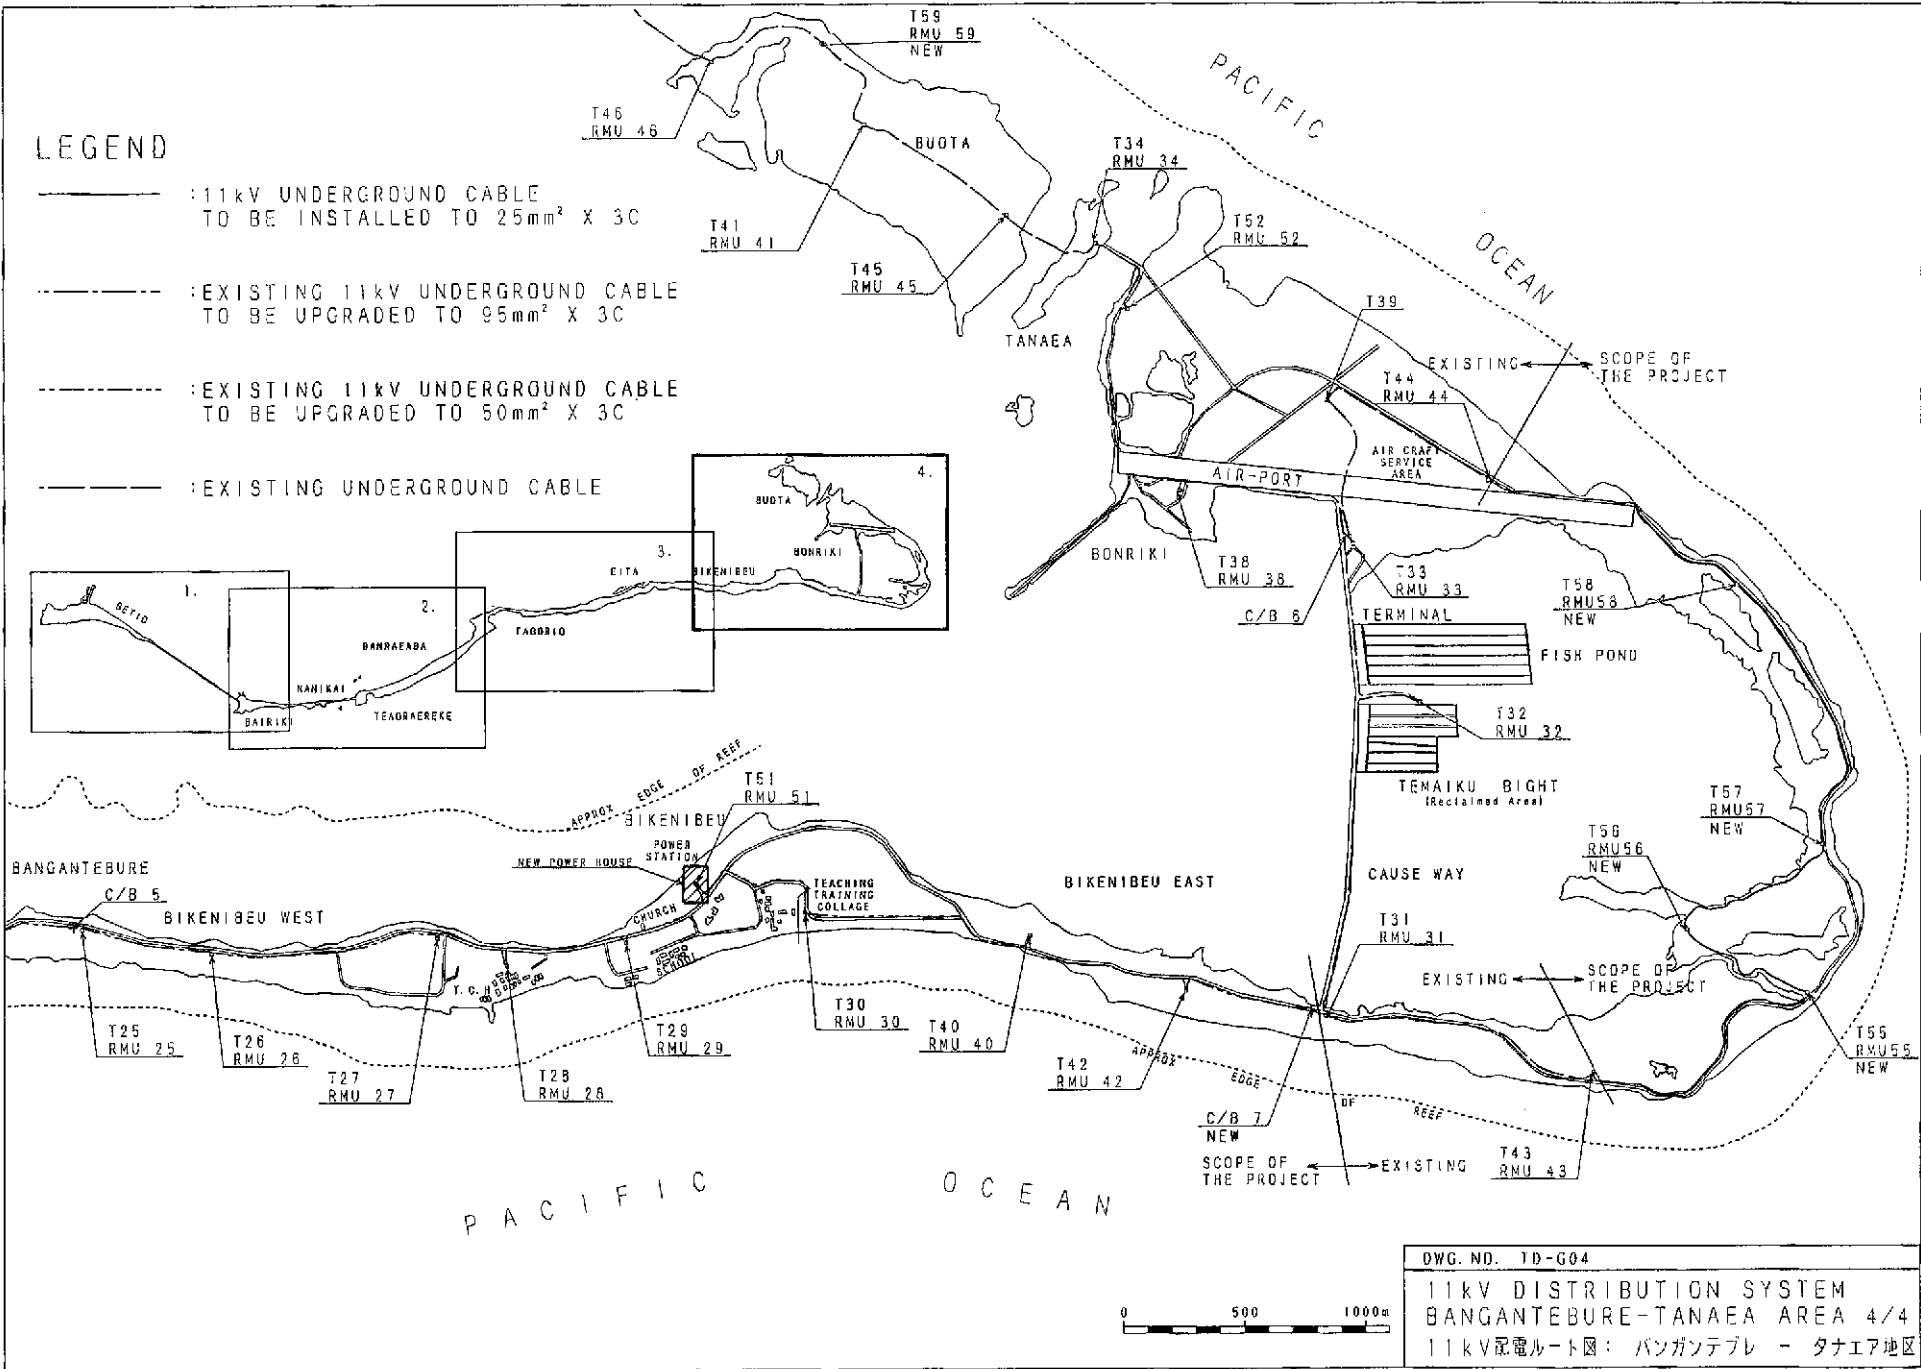 T59
RMU 59
NEW
PACIFIC
OCEAN
T46
RMU 46
BUOTA
T34
RMU 34
LEGEND
:11kV UNDERGROUND CABLE
TO BE INSTALLED TO 25mm² X 3C
:EXISTING 11kV UNDERGROUND CABLE
TO BE UPGRADED TO 95mm² X 3C
:EXISTING 11kV UNDERGROUND CABLE
TO BE UPGRADED TO 50mm² X 3C
:EXISTING UNDERGROUND CABLE
T41
RMU 41
T45
RMU 45
T52
RMU 52
TANAEA
T39
EXISTING
SCOPE OF
THE PROJECT
T44
RMU 44
AIR CRAFT
SERVICE
AREA
AIR-PORT
BONRIKI
T38
RMU 38
T33
RMU 33
C/B 6
TERMINAL
T58
RMU58
NEW
FISH POND
T32
RMU 32
TEMAIKU BIGHT
(Reclaimed Area)
T57
RMU57
NEW
T56
RMU56
NEW
1.
BETIO
BAIRIKI
2.
NANIKAI
BANRAEABA
TEAORAEREKE
3.
EITA
TABORIO
BIKENIBEU
4.
BUOTA
BONRIKI
APPROX EDGE OF REEF
BIKENIBEU
T51
RMU 51
POWER
STATION
NEW POWER HOUSE
BANGANTEBURE
C/B 5
BIKENIBEU WEST
CHURCH
SCHOOL
T.C.H
TEACHING
TRAINING
COLLAGE
BIKENIBEU EAST
CAUSE WAY
T31
RMU 31
EXISTING
SCOPE OF
THE PROJECT
T55
RMU55
NEW
T25
RMU 25
T26
RMU 26
T27
RMU 27
T28
RMU 28
T29
RMU 29
T30
RMU 30
T40
RMU 40
T42
RMU 42
APPROX EDGE OF REEF
C/B 7
NEW
SCOPE OF
THE PROJECT
EXISTING
T43
RMU 43
PACIFIC OCEAN
0 500 1000m
DWG. NO. TD-G04
11kV DISTRIBUTION SYSTEM
BANGANTEBURE-TANAEA AREA 4/4
11kV配電ルート図: バンガンテブレ - タナエア地区